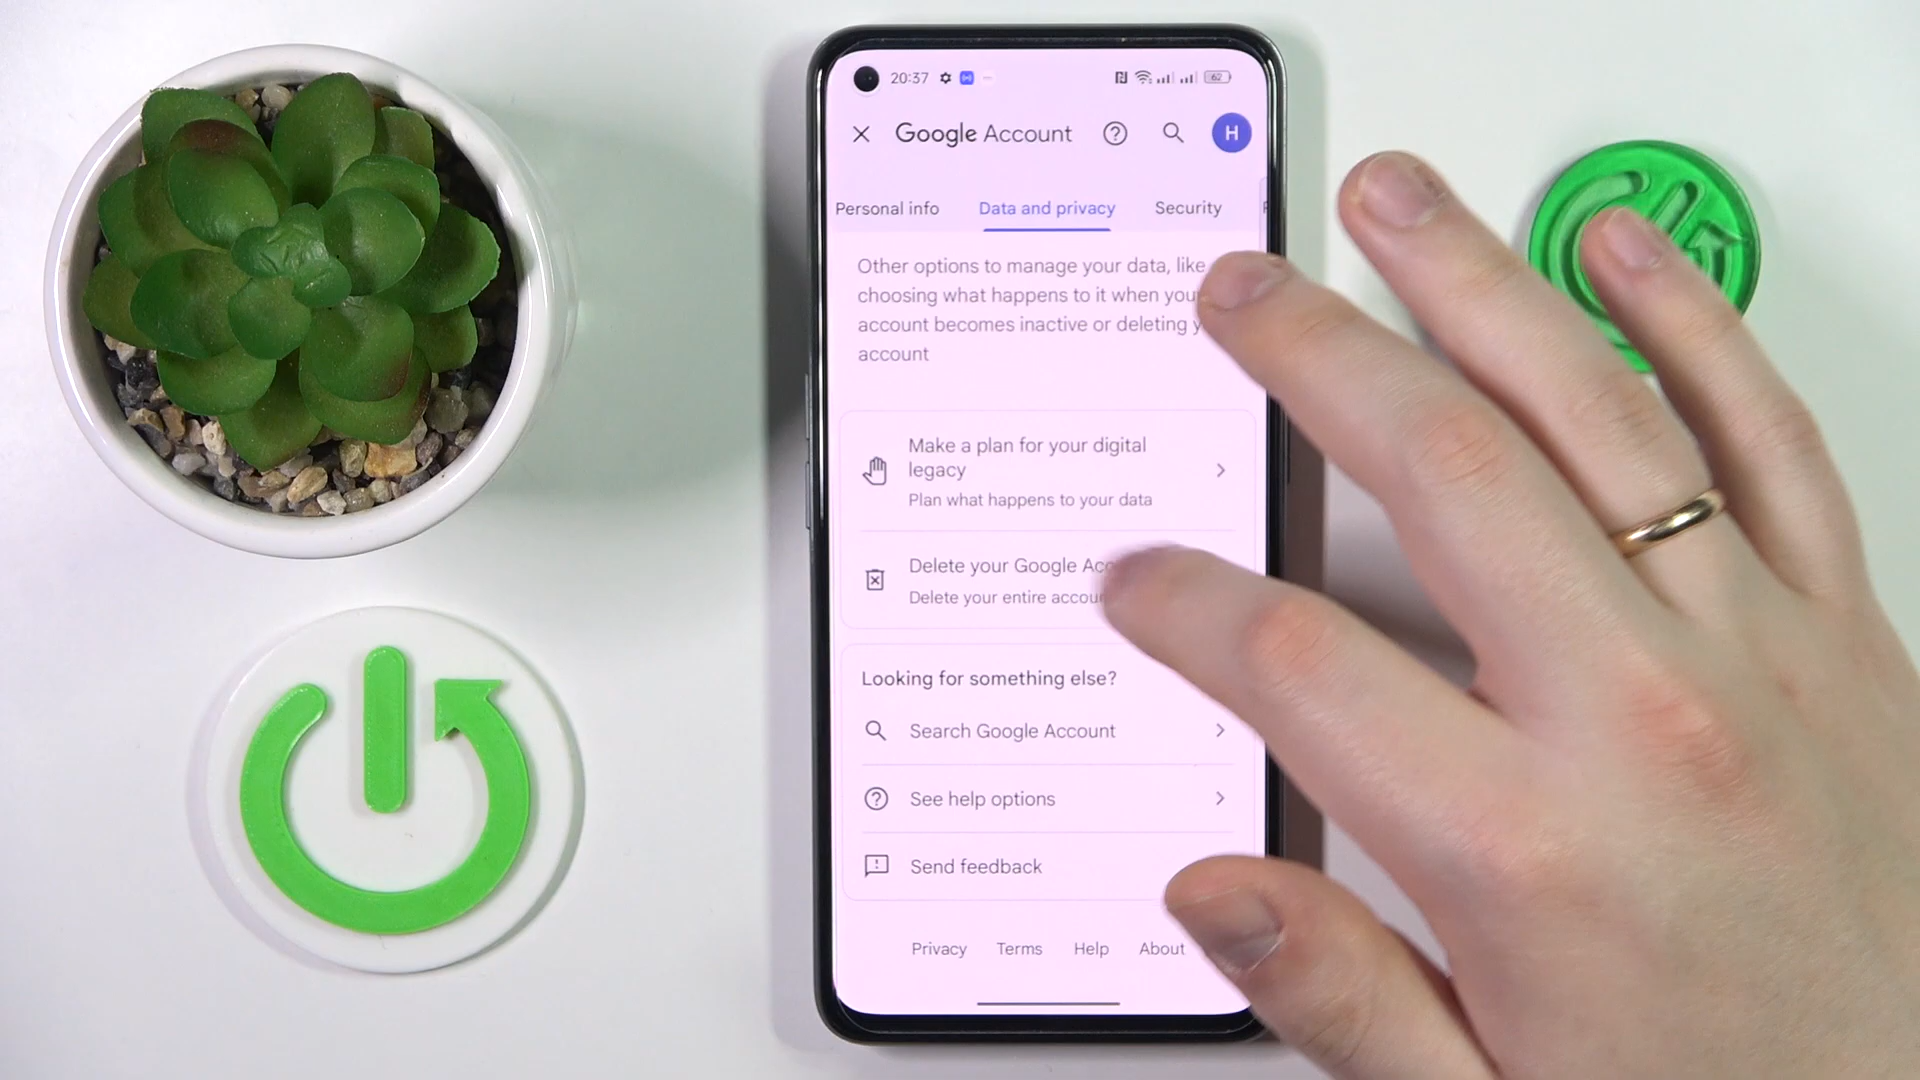 20:37
62
Google Account
H
Personal info Data and privacy Security
Other options to manage your data, like
choosing what happens to it when your
account becomes inactive or deleting
account
Make a plan for your digital
legacy
Plan what happens to your data
Delete your Google
Delete your entire
Looking for something else?
Search Google Account
See help options
Send feedback
Privacy Terms Help About